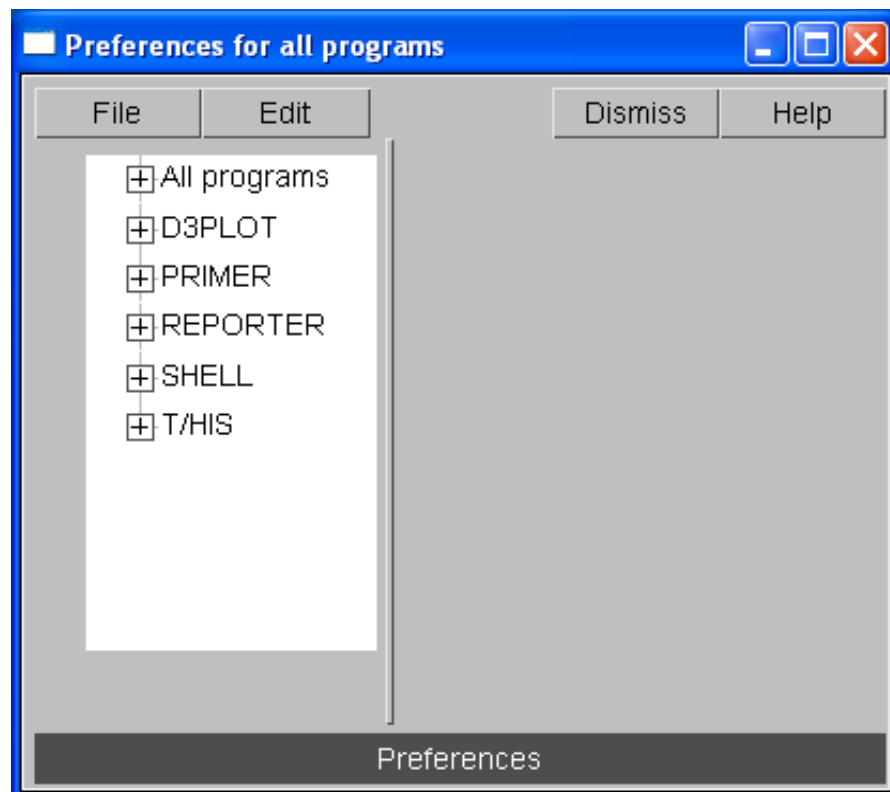 Preferences for all programs
File Edit Dismiss Help
All programs
D3PLOT
PRIMER
REPORTER
SHELL
T/HIS
Preferences